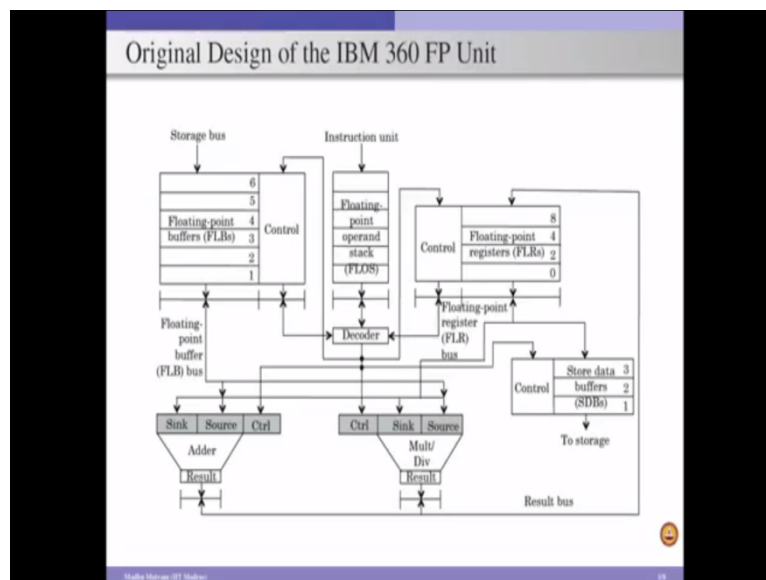 Original Design of the IBM 360 FP Unit
Storage bus
Instruction unit
6
5
Floating-point 4
buffers (FLBs) 3
2
1
Control
Floating-
point
operand
stack
(FLOS)
Control
8
Floating-point 4
registers (FLRs) 2
0
Floating-
point
buffer
(FLB) bus
Decoder
Floating-point
register
(FLR)
bus
Control
Store data 3
buffers 2
(SDBs) 1
To storage
Sink Source Ctrl
Adder
Result
Ctrl Sink Source
Mult/
Div
Result
Result bus